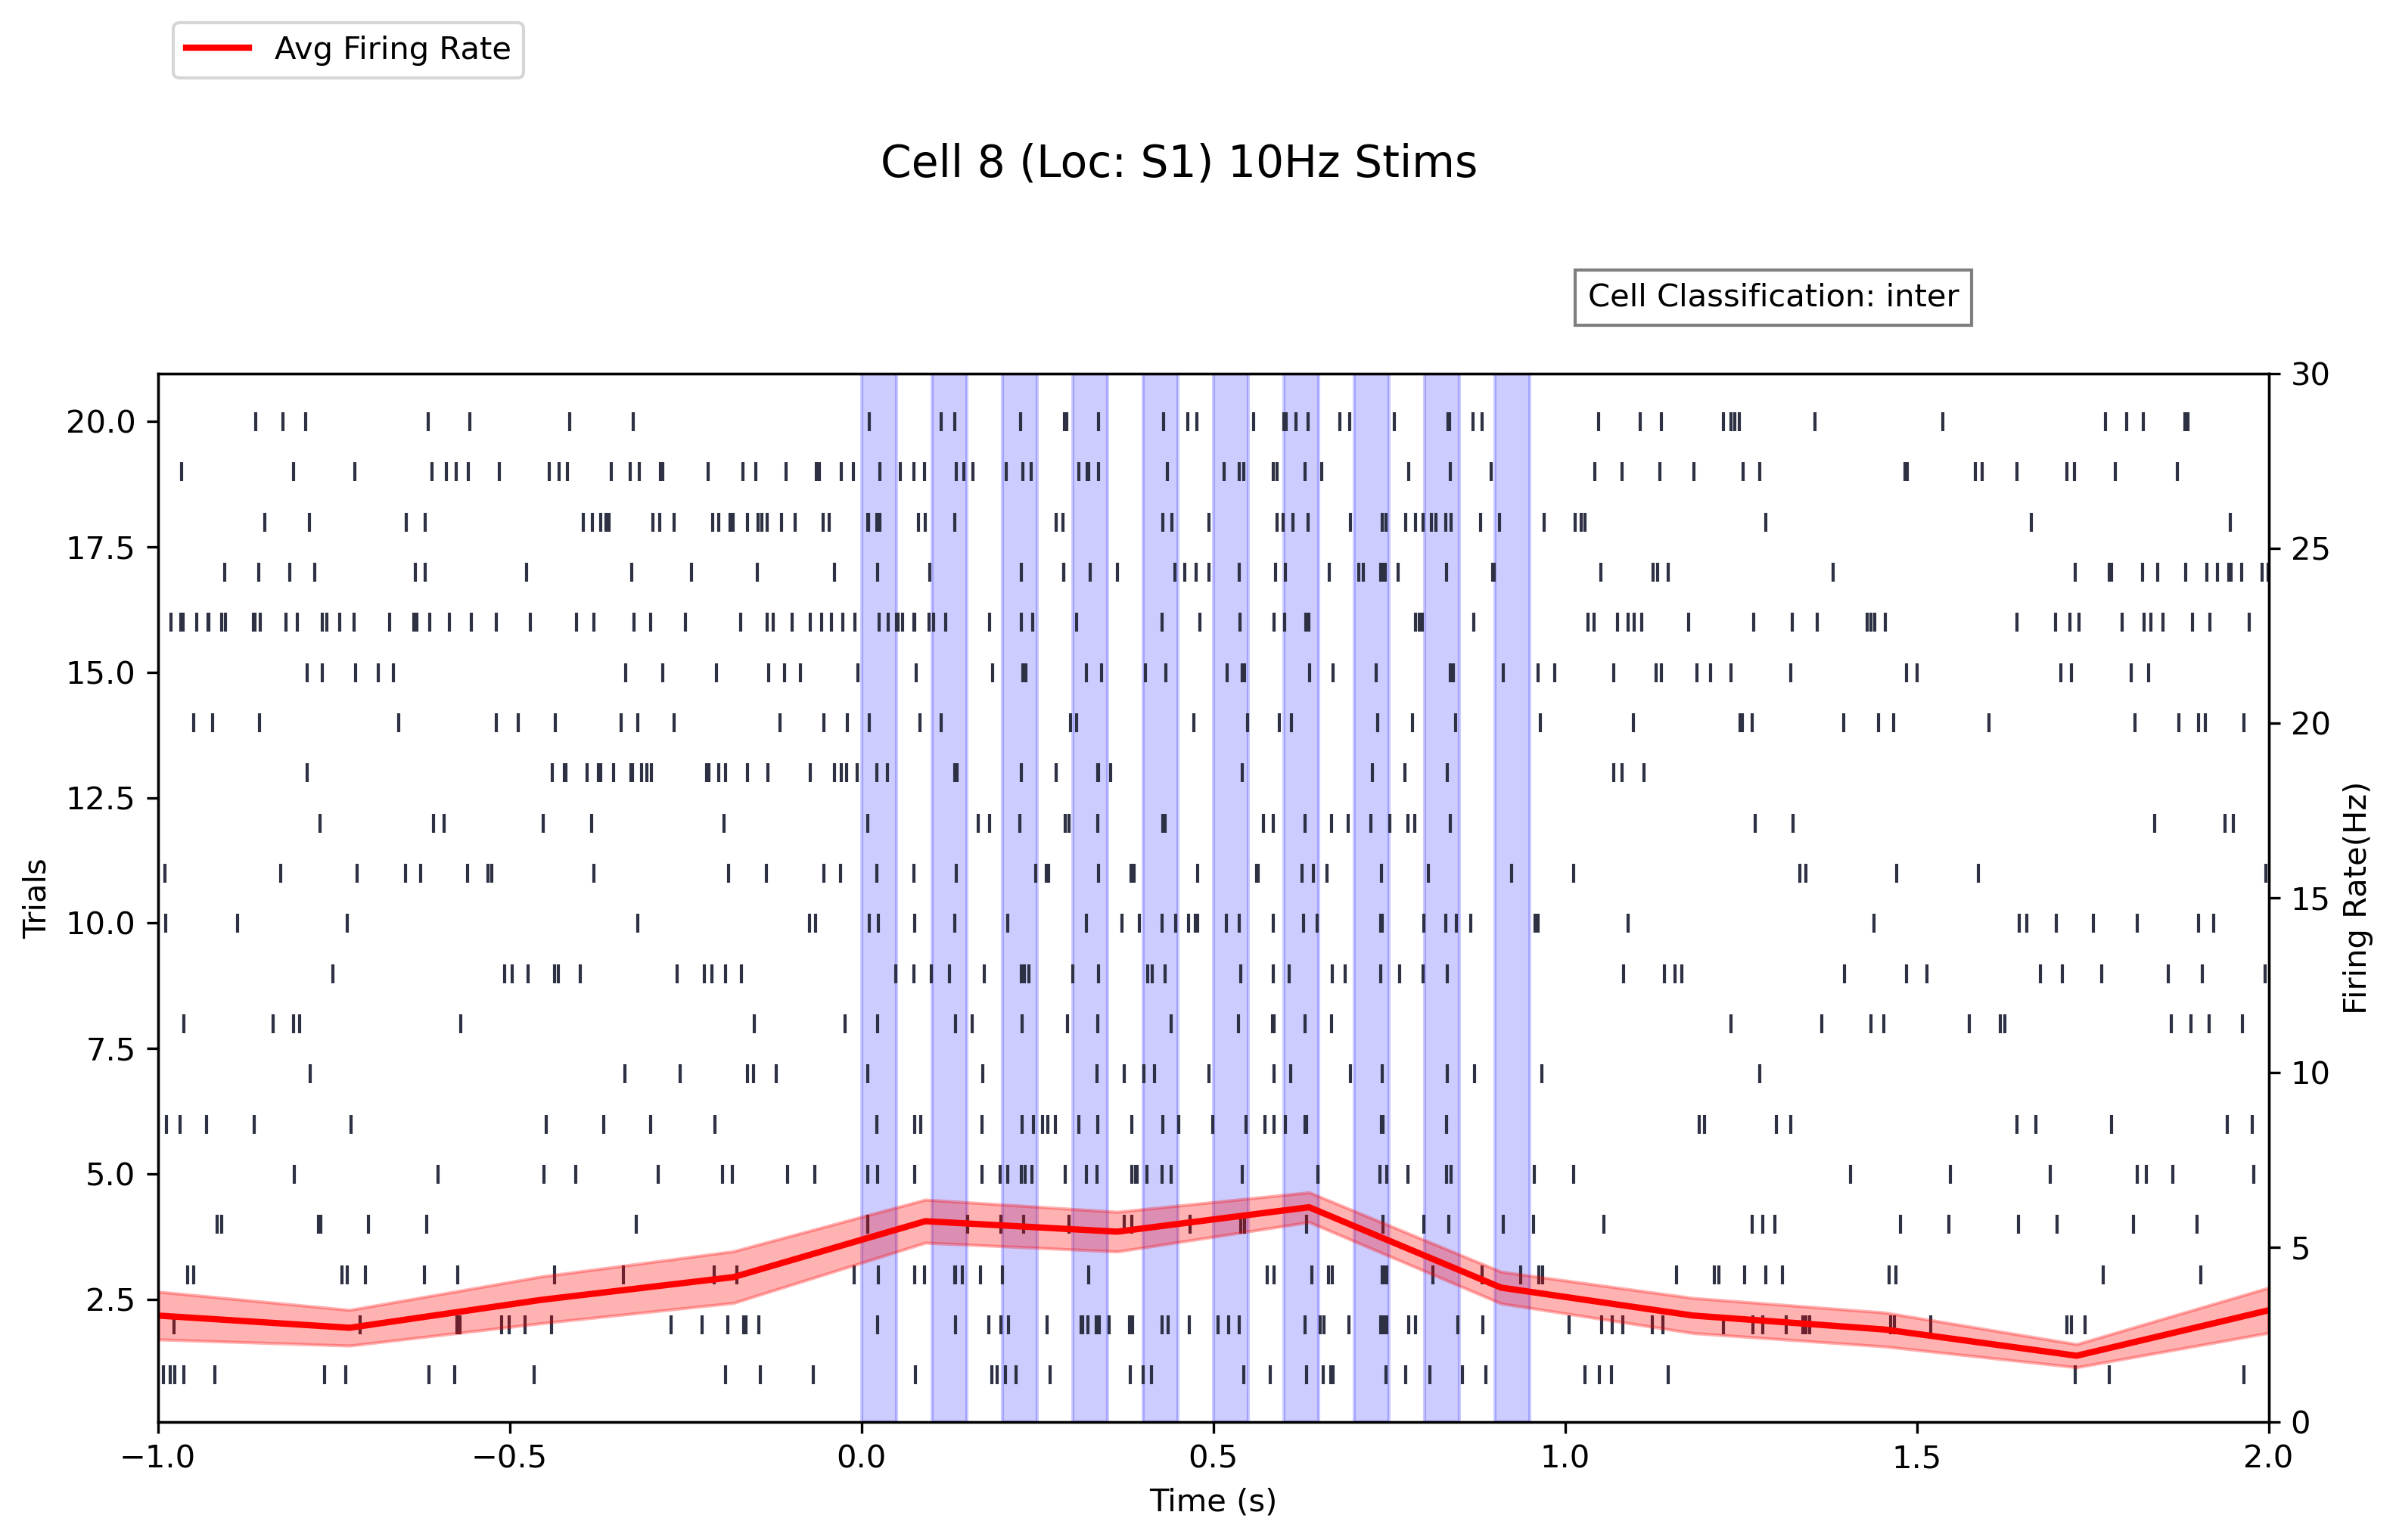 Avg Firing Rate
Cell 8 (Loc: S1) 10Hz Stims
Cell Classification: inter
Trials
20.0
17.5
15.0
12.5
10.0
7.5
5.0
2.5
30
25
20
15
10
5
0
Firing Rate(Hz)
−1.0 −0.5 0.0 0.5 1.0 1.5 2.0
Time (s)